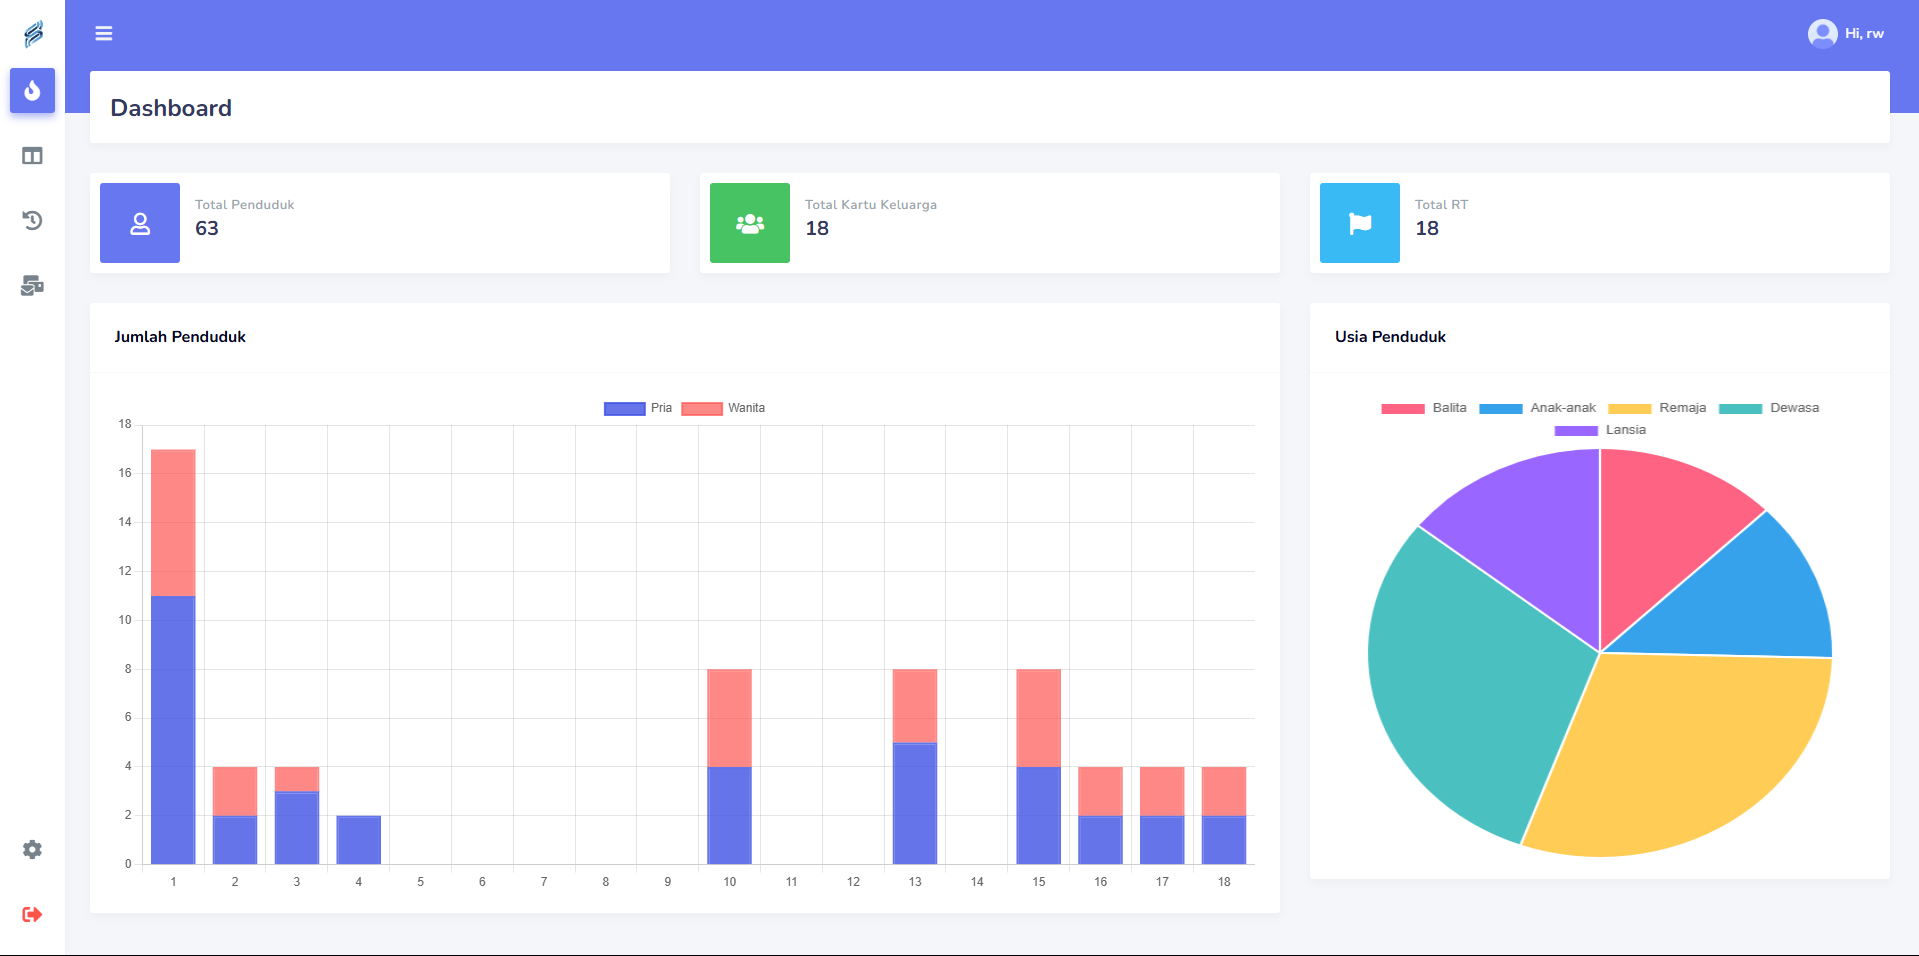 Hi, rw
Dashboard
Total Penduduk
63
Total Kartu Keluarga
18
Total RT
18
Jumlah Penduduk
Pria Wanita
18
16
14
12
10
8
6
4
2
0
1 2 3 4 5 6 7 8 9 10 11 12 13 14 15 16 17 18
Usia Penduduk
Balita Anak-anak Remaja Dewasa
Lansia